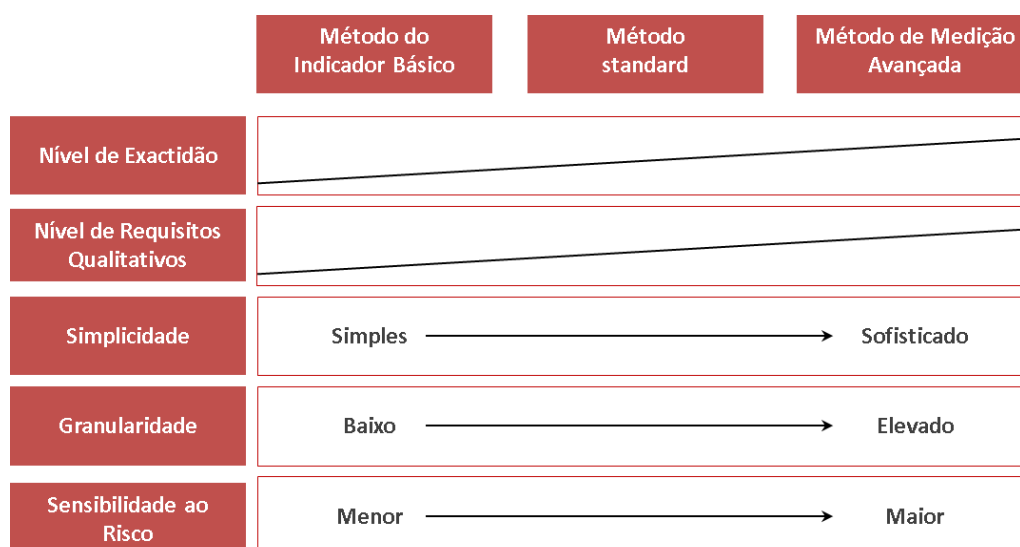 Método do
Indicador Básico
Método
standard
Método de Medição
Avançada
Nível de Exactidão
Nível de Requisitos
Qualitativos
Simplicidade
Simples
Sofisticado
Granularidade
Baixo
Elevado
Sensibilidade ao
Risco
Menor
Maior